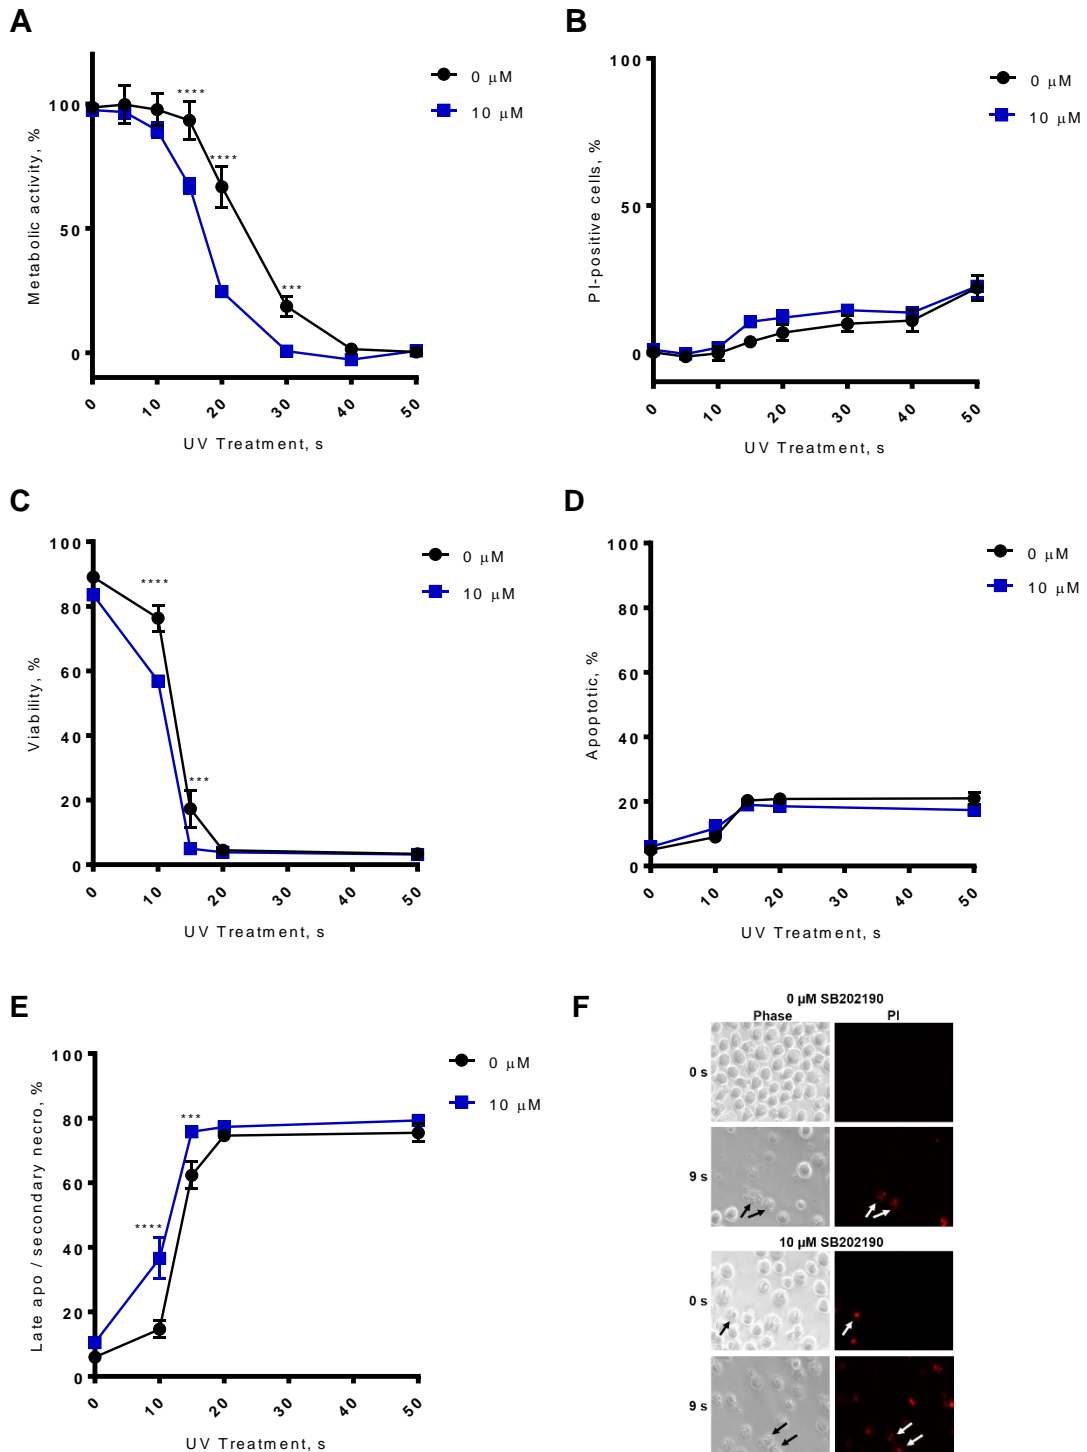 A
0 µM
10 µM
****
****
***
100
50
0
Metabolic activity, %
0 10 20 30 40 50
UV Treatment, s
B
0 µM
10 µM
100
50
0
PI-positive cells, %
0 10 20 30 40 50
UV Treatment, s
C
0 µM
10 µM
****
***
100
80
60
40
20
0
Viability, %
0 10 20 30 40 50
UV Treatment, s
D
0 µM
10 µM
100
80
60
40
20
0
Apoptotic, %
0 10 20 30 40 50
UV Treatment, s
E
0 µM
10 µM
***
****
100
80
60
40
20
0
Late apo / secondary necro, %
0 10 20 30 40 50
UV Treatment, s
F
0 µM SB202190
Phase PI
0 s
9 s
10 µM SB202190
0 s
9 s